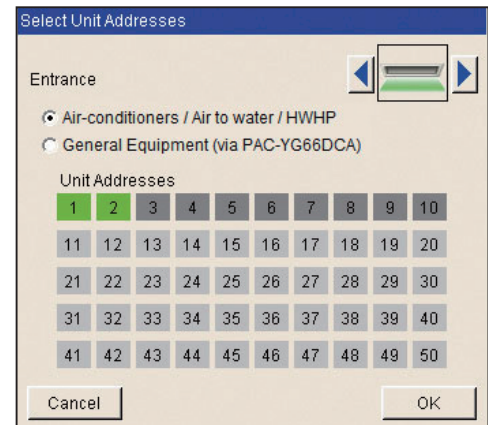 Select Unit Addresses
Entrance
Air-conditioners / Air to water / HWHP
General Equipment (via PAC-YG66DCA)
Unit Addresses
1 2 3 4 5 6 7 8 9 10
11 12 13 14 15 16 17 18 19 20
21 22 23 24 25 26 27 28 29 30
31 32 33 34 35 36 37 38 39 40
41 42 43 44 45 46 47 48 49 50
Cancel OK